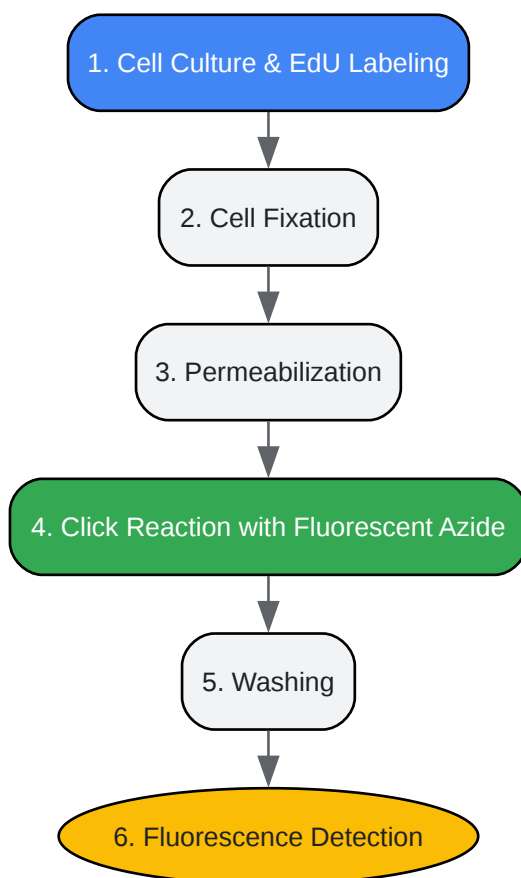 1. Cell Culture & EdU Labeling
2. Cell Fixation
3. Permeabilization
4. Click Reaction with Fluorescent Azide
5. Washing
6. Fluorescence Detection